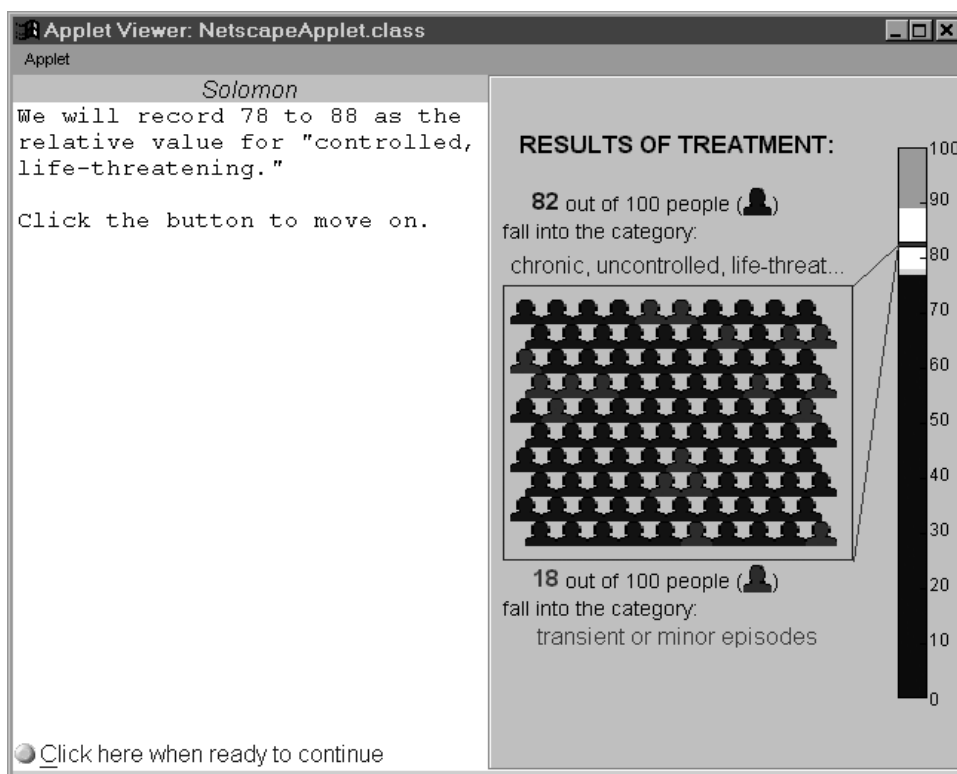 Applet Viewer: NetscapeApplet.class
Applet
Solomon
We will record 78 to 88 as the
relative value for "controlled,
life-threatening."
Click the button to move on.
Click here when ready to continue
RESULTS OF TREATMENT:
82 out of 100 people ( )
fall into the category:
chronic, uncontrolled, life-threat...
18 out of 100 people ( )
fall into the category:
transient or minor episodes
100
90
80
70
60
50
40
30
20
10
0